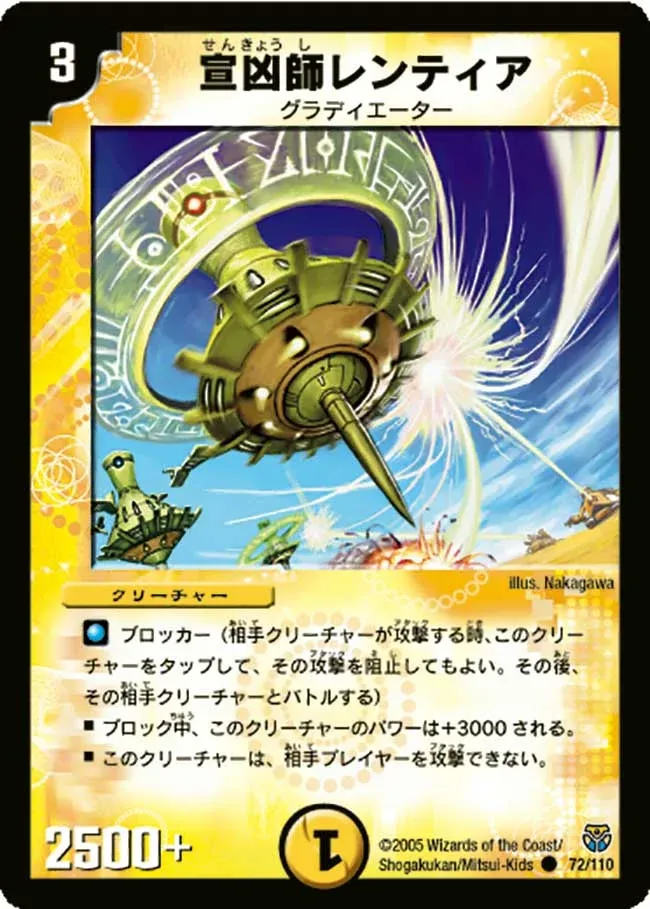 3
せんきょうし
宣凶師レンティア
グラディエーター
illus. Nakagawa
クリーチャー
ブロッカー（相手クリーチャーが攻撃する時、このクリー
チャーをタップして、その攻撃を阻止してもよい。その後、
その相手クリーチャーとバトルする）
■ ブロック中、このクリーチャーのパワーは+3000 される。
■ このクリーチャーは、相手プレイヤーを攻撃できない。
2500+
1
©2005 Wizards of the Coast/
Shogakukan/Mitsui-Kids ● 72/110